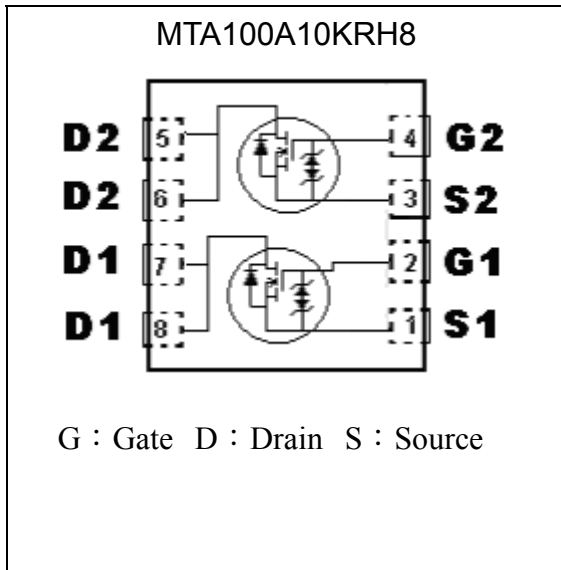 MTA100A10KRH8
D2 5 4 G2
D2 6 3 S2
D1 7 2 G1
D1 8 1 S1
G：Gate D：Drain S：Source